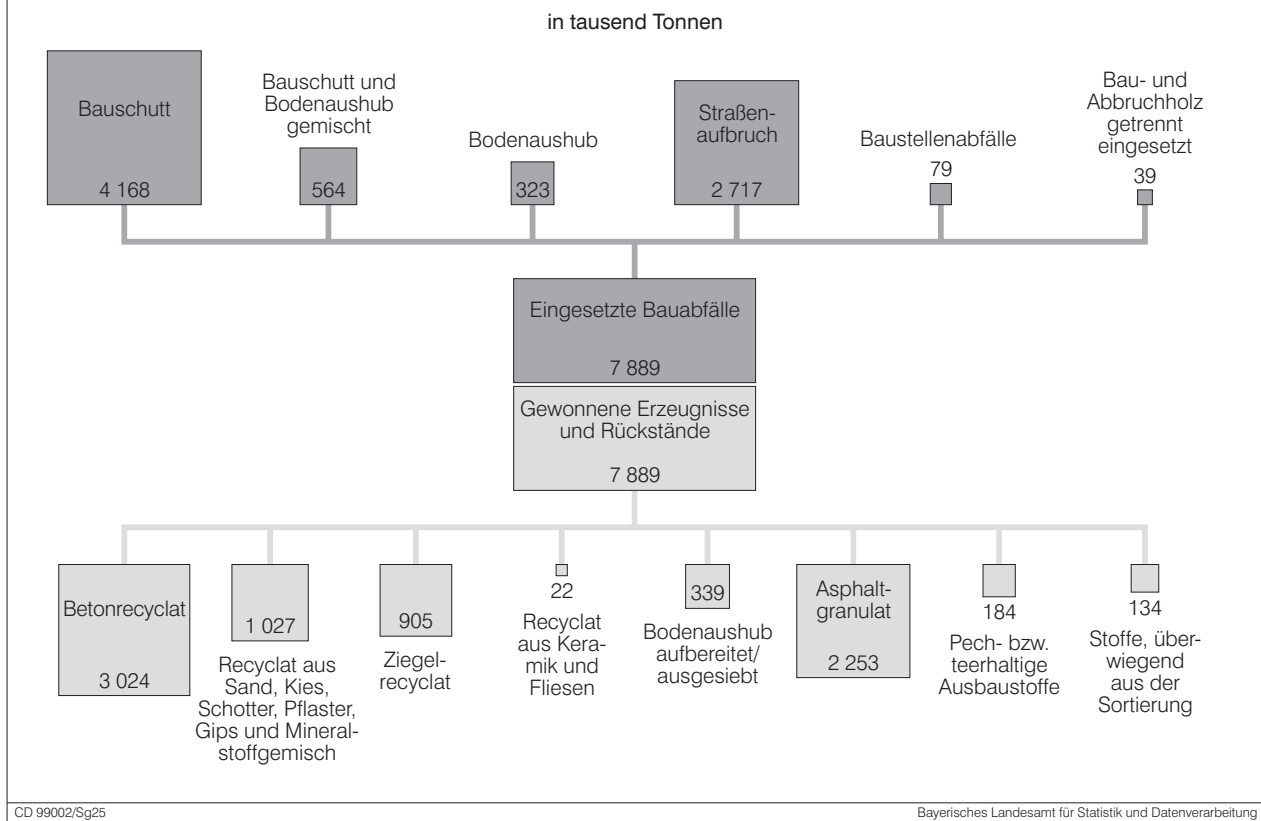 in tausend Tonnen
Bauschutt
4 168
Bauschutt und
Bodenaushub
gemischt
564
Bodenaushub
323
Straßen-
aufbruch
2 717
Baustellenabfälle
79
Bau- und
Abbruchholz
getrennt
eingesetzt
39
Eingesetzte Bauabfälle
7 889
Gewonnene Erzeugnisse
und Rückstände
7 889
Betonrecyclat
3 024
1 027
Recyclat aus
Sand, Kies,
Schotter, Pflaster,
Gips und Mineral-
stoffgemisch
905
Ziegel-
recyclat
22
Recyclat
aus Kera-
mik und
Fliesen
339
Bodenaushub
aufbereitet/
ausgesiebt
Asphalt-
granulat
2 253
184
Pech- bzw.
teerhaltige
Ausbaustoffe
134
Stoffe, über-
wiegend
aus der
Sortierung
CD 99002/Sg25
Bayerisches Landesamt für Statistik und Datenverarbeitung